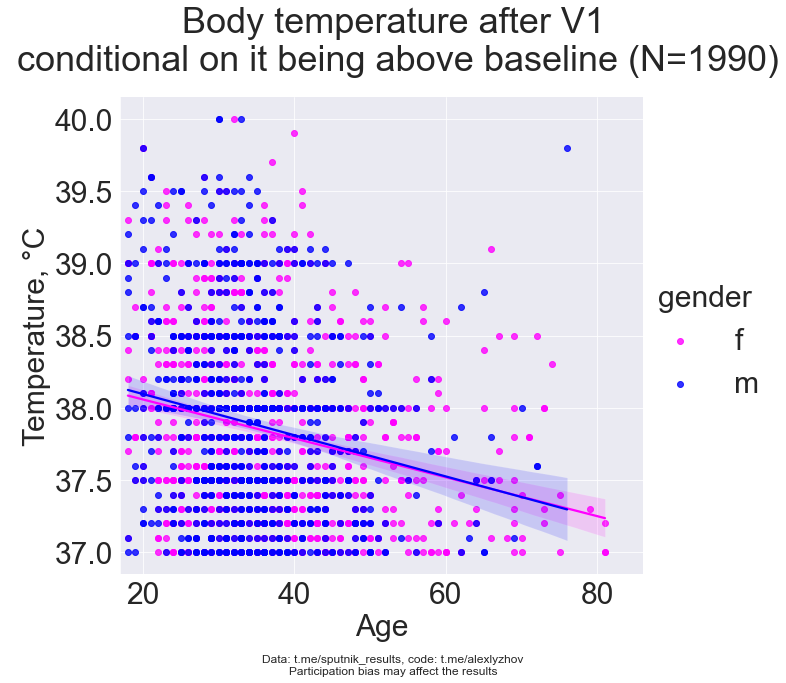 Body temperature after V1
conditional on it being above baseline (N=1990)
Temperature, °C
40.0
39.5
39.0
38.5
38.0
37.5
37.0
20 40 60 80
Age
gender
f
m
Data: t.me/sputnik_results, code: t.me/alexlyzhov
Participation bias may affect the results